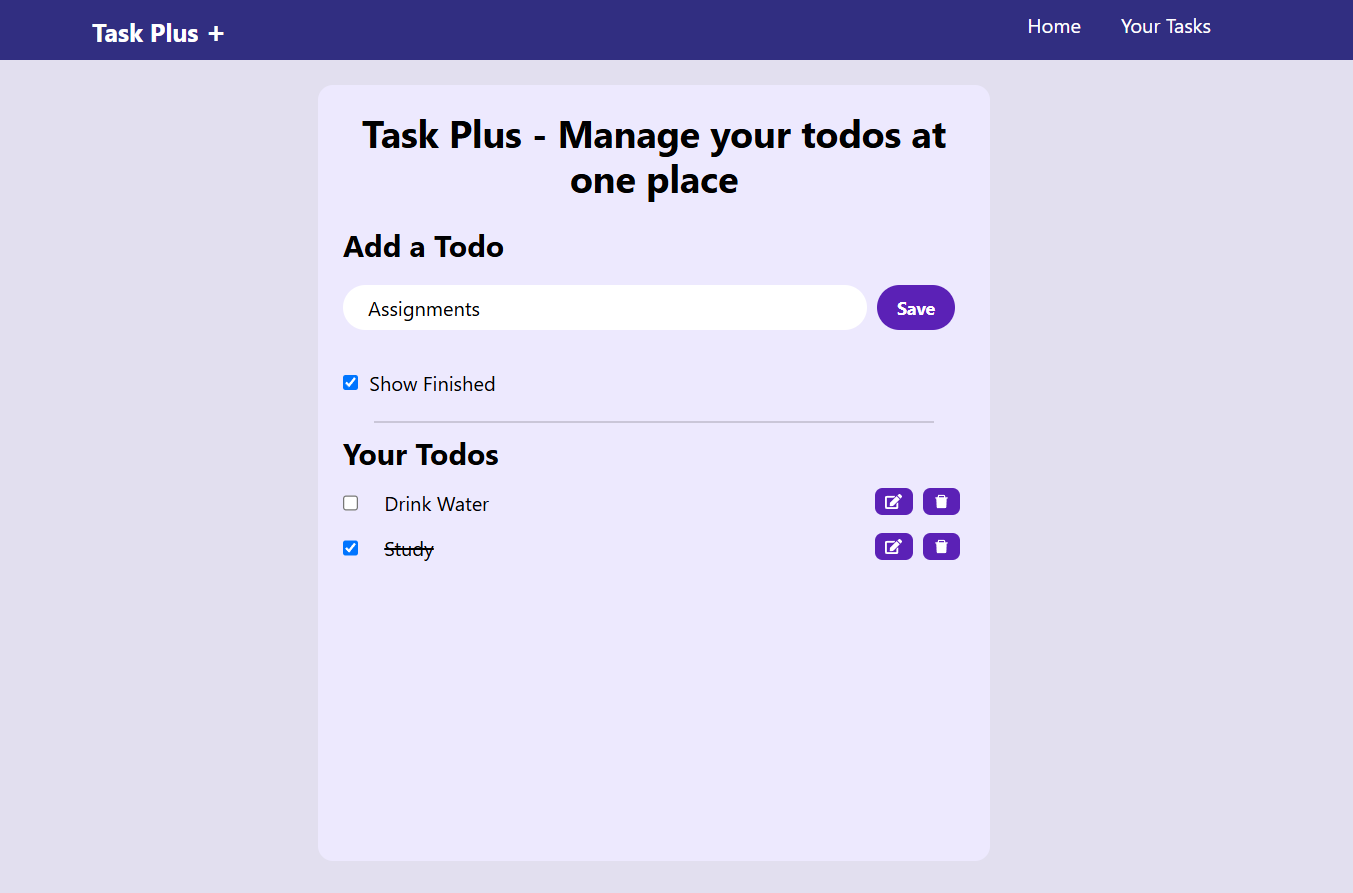 Task Plus +
Home
Your Tasks
Task Plus - Manage your todos at
one place
Add a Todo
Assignments
Save
Show Finished
Your Todos
Drink Water
Study